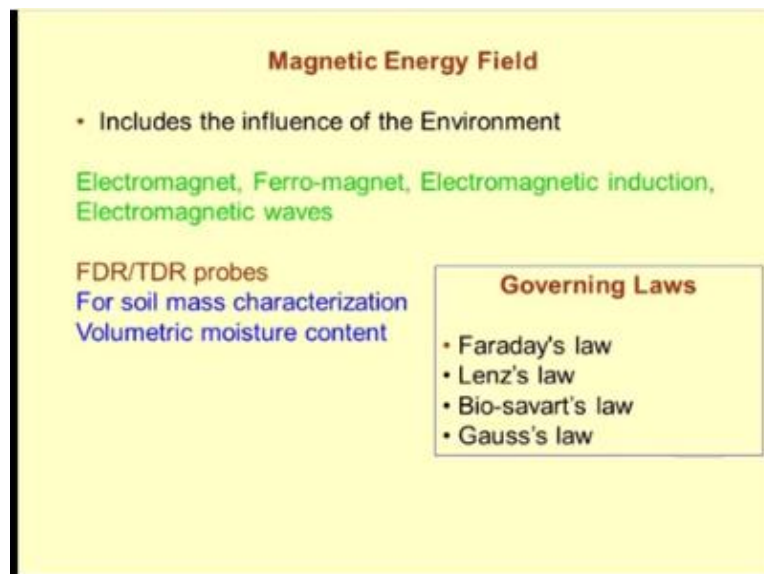 Magnetic Energy Field
• Includes the influence of the Environment
Electromagnet, Ferro-magnet, Electromagnetic induction,
Electromagnetic waves
FDR/TDR probes
For soil mass characterization
Volumetric moisture content
Governing Laws
• Faraday's law
• Lenz's law
• Bio-savart's law
• Gauss's law